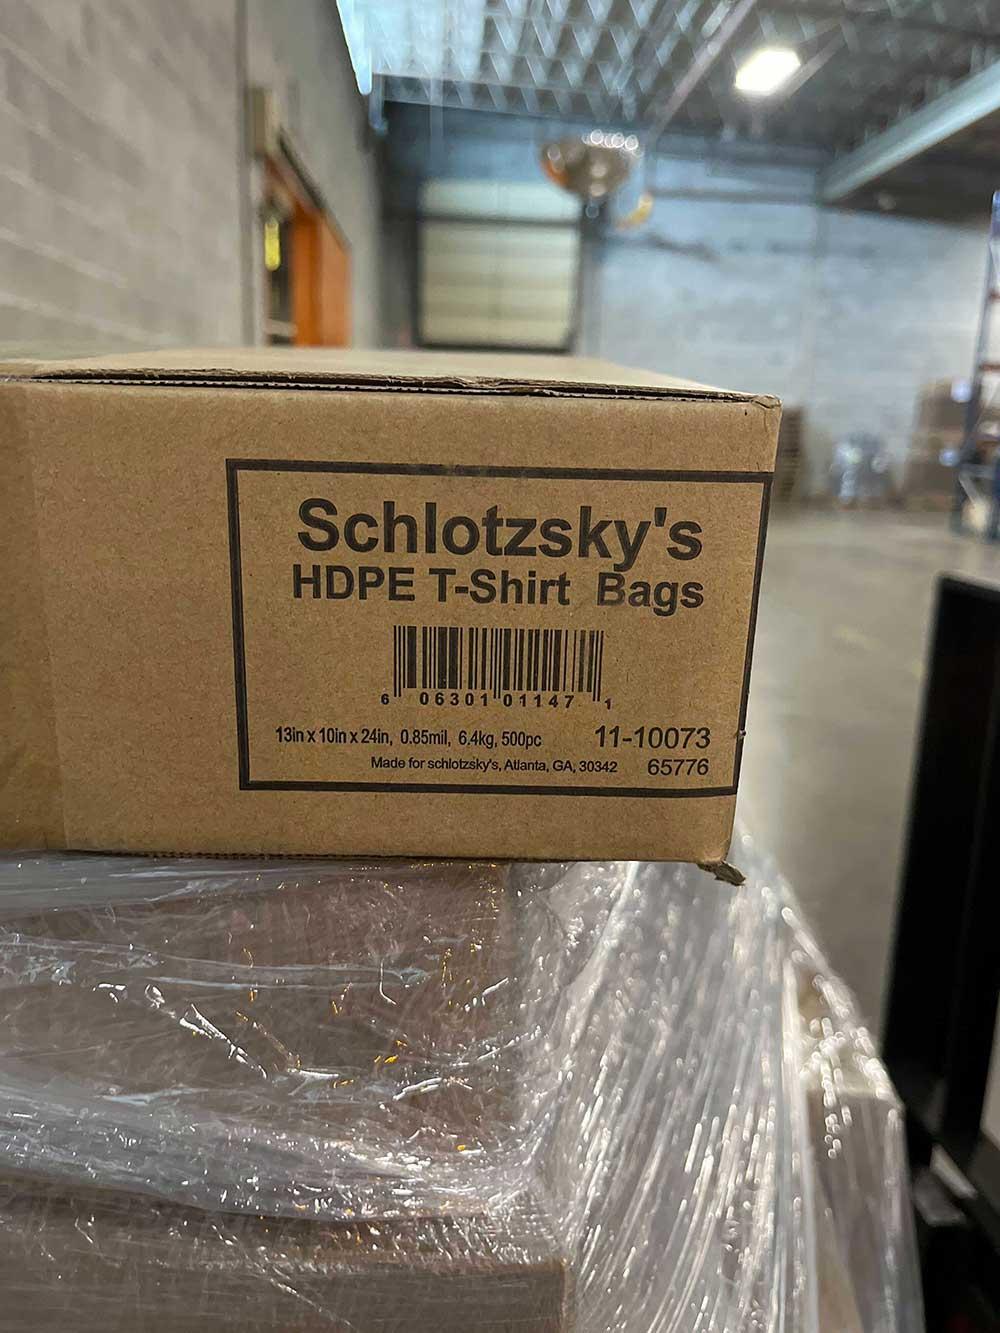 Schlotzsky's
HDPE T-Shirt Bags
6 06301 01147 1
13in x 10in x 24in, 0.85mil, 6.4kg, 500pc 11-10073
Made for schlotzsky's, Atlanta, GA, 30342 65776